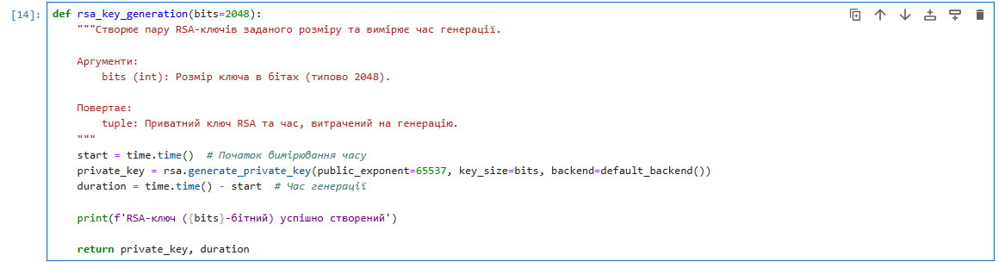 [14]:
def rsa_key_generation(bits=2048):
    """Створює пару RSA-ключів заданого розміру та вимірює час генерації.

    Аргументи:
        bits (int): Розмір ключа в бітах (типово 2048).

    Повертає:
        tuple: Приватний ключ RSA та час, витрачений на генерацію.
    """
    start = time.time()  # Початок вимірювання часу
    private_key = rsa.generate_private_key(public_exponent=65537, key_size=bits, backend=default_backend())
    duration = time.time() - start  # Час генерації

    print(f'RSA-ключ ({bits}-бітний) успішно створений')

    return private_key, duration